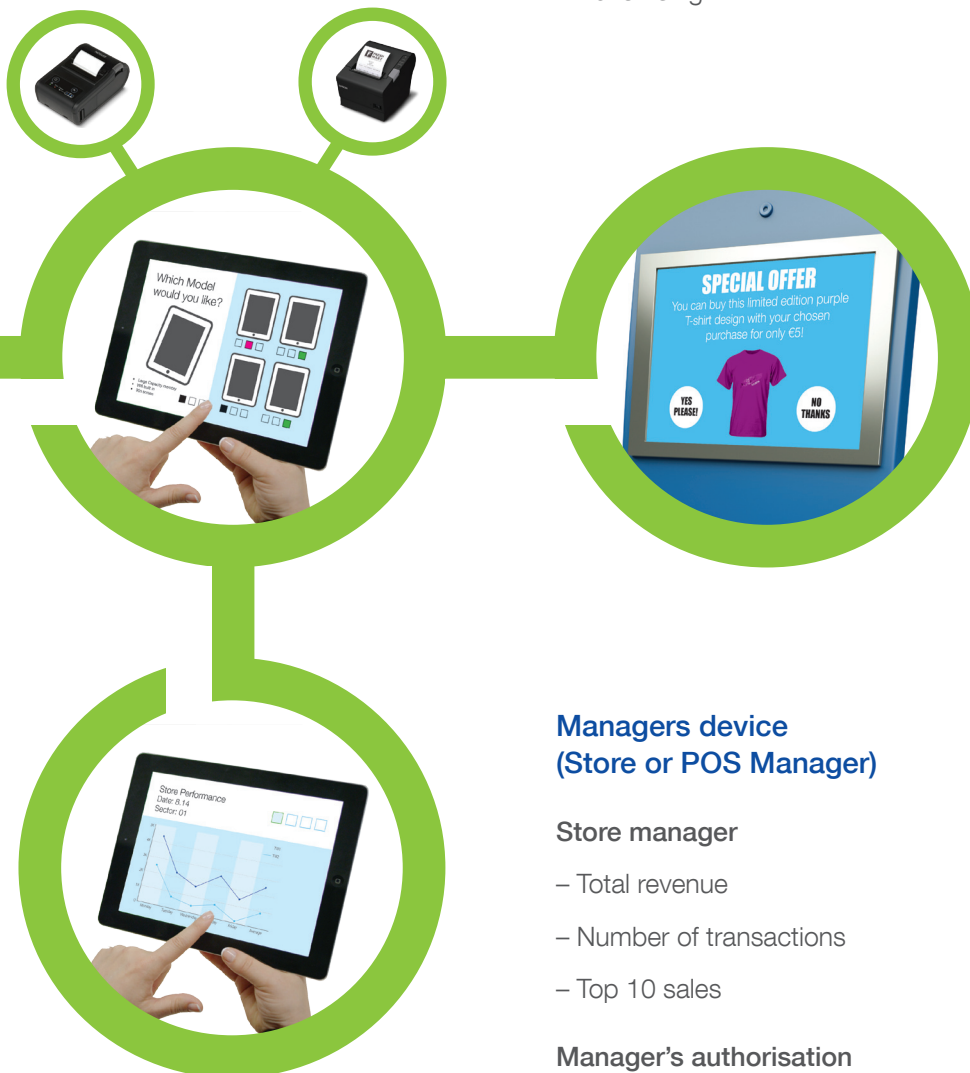 Which Model
would you like?
SPECIAL OFFER
You can buy this limited edition purple
T-shirt design with your chosen
purchase for only €5!
YES
PLEASE!
NO
THANKS
Managers device
(Store or POS Manager)
Store Performance
Date: 8.14
Sector: 01
Monday
Tuesday
Store manager
– Total revenue
– Number of transactions
– Top 10 sales
Manager’s authorisation